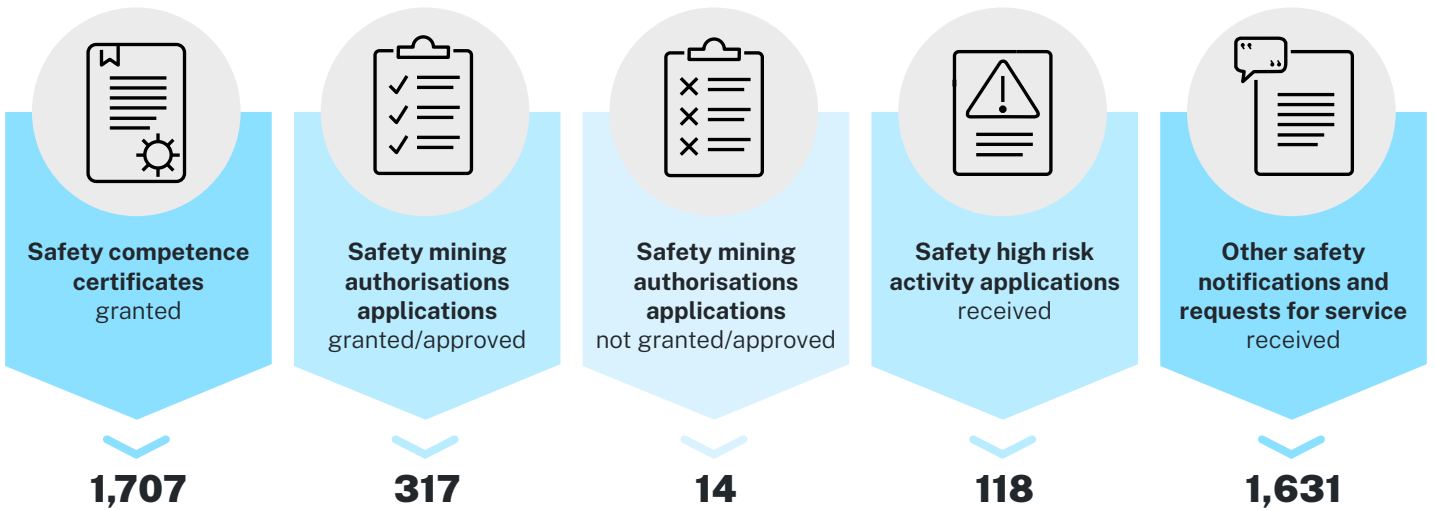 Safety competence
certificates
granted
1,707
Safety mining
authorisations
applications
granted/approved
317
Safety mining
authorisations
applications
not granted/approved
14
Safety high risk
activity applications
received
118
Other safety
notifications and
requests for service
received
1,631